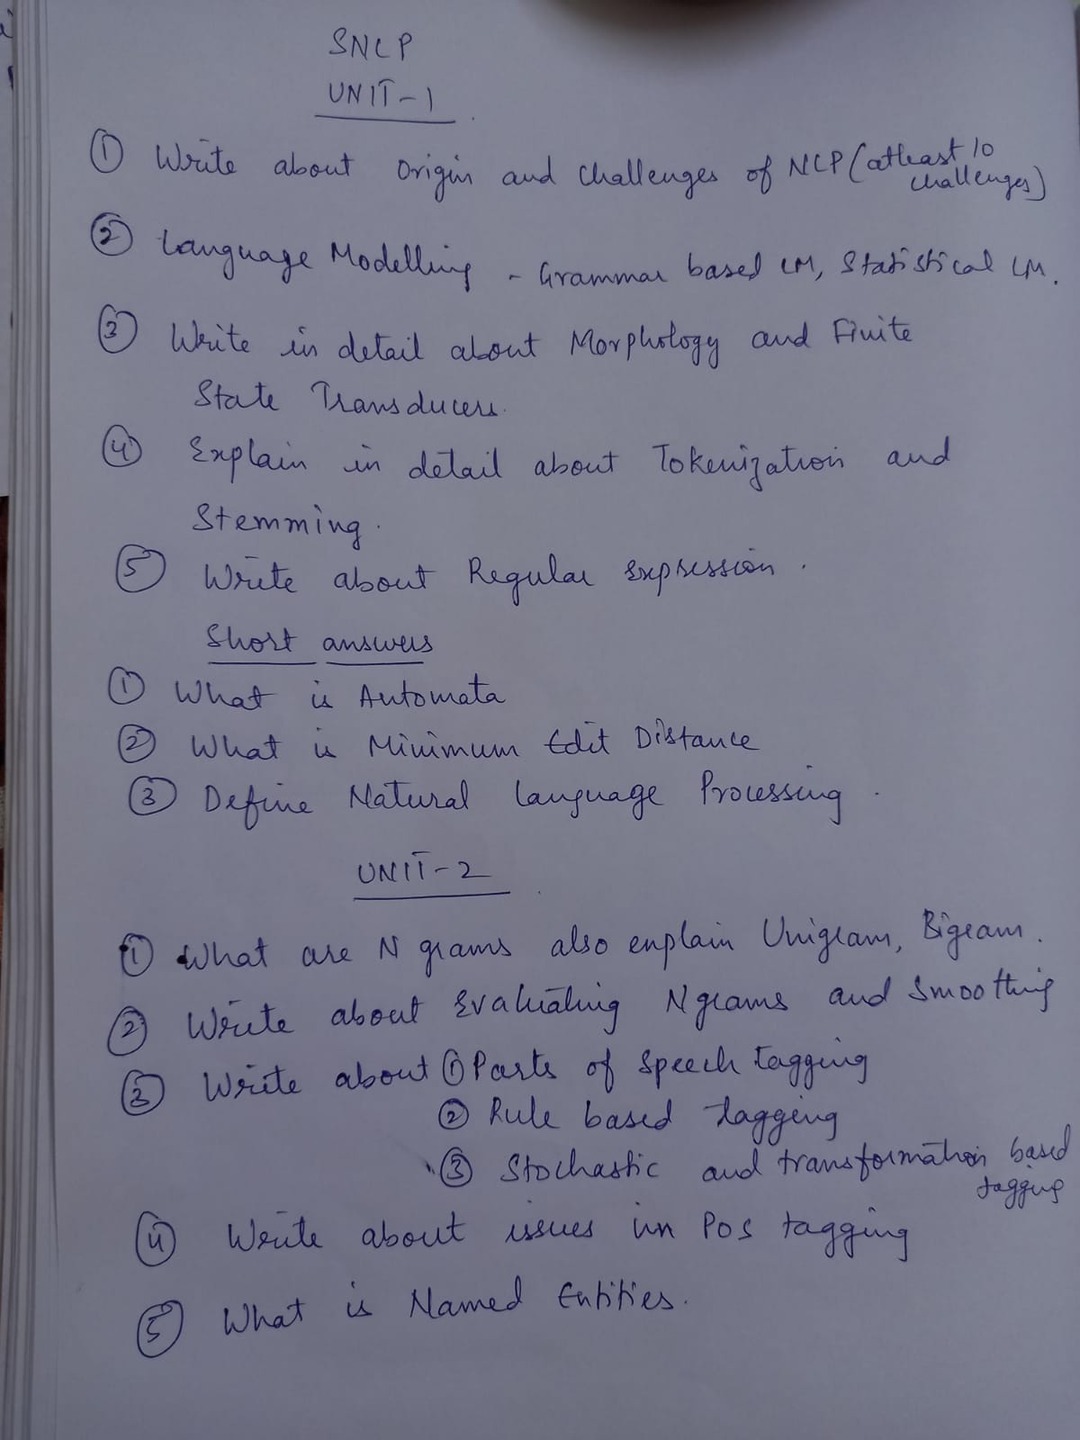 SNLP
UNIT-1
① Write about Origin and challenges of NLP (atleast 10
challenges)
② Language Modelling - Grammar based LM, Statistical LM.
③ Write in detail about Morphology and Finite
State Transducers.
④ Explain in detail about Tokenization and
Stemming.
⑤ Write about Regular Expression.
Short answers
① What is Automata
② What is Minimum Edit Distance
③ Define Natural Language Processing.
UNIT-2
① What are N grams also explain Unigram, Bigram.
② Write about Evaluating N grams and Smoothing
③ Write about ① Parts of Speech tagging
② Rule based tagging
③ Stochastic and transformation based
tagging
④ Write about issues in POS tagging
⑤ What is Named Entities.